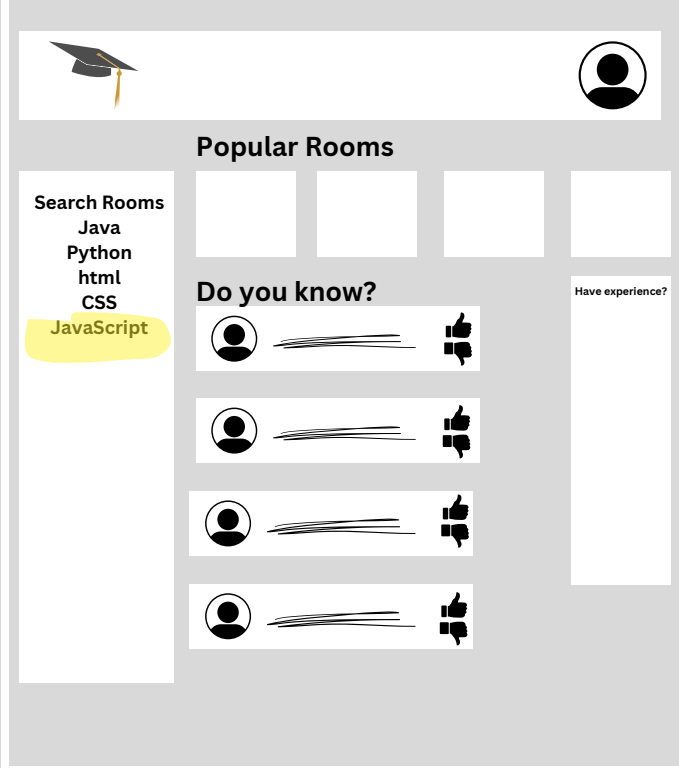 Popular Rooms
Search Rooms
Java
Python
html
CSS
JavaScript
Do you know?
Have experience?